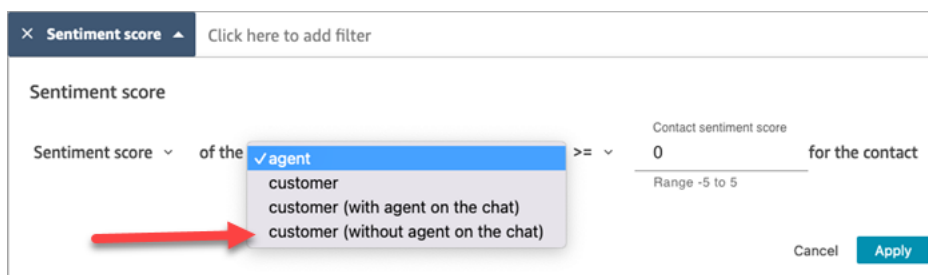 × Sentiment score ▲ Click here to add filter
Sentiment score
Contact sentiment score
Sentiment score of the ✓agent >= 0 for the contact
customer
Range -5 to 5
customer (with agent on the chat)
customer (without agent on the chat)
Cancel Apply